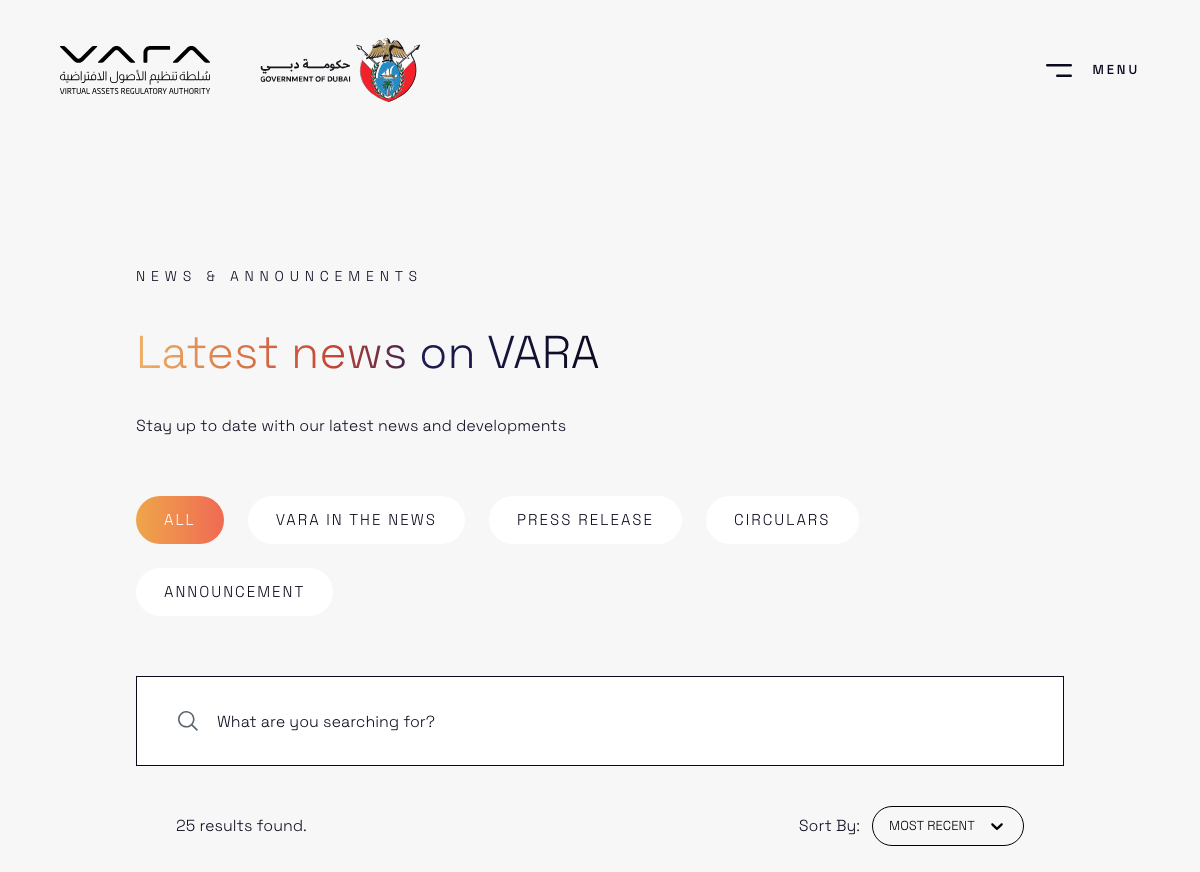 VARA
سُلطة تنظيم الأصول الافتراضية
VIRTUAL ASSETS REGULATORY AUTHORITY
حكومة دبي
GOVERNMENT OF DUBAI
MENU
NEWS & ANNOUNCEMENTS
Latest news on VARA
Stay up to date with our latest news and developments
ALL
VARA IN THE NEWS
PRESS RELEASE
CIRCULARS
ANNOUNCEMENT
What are you searching for?
25 results found.
Sort By: MOST RECENT